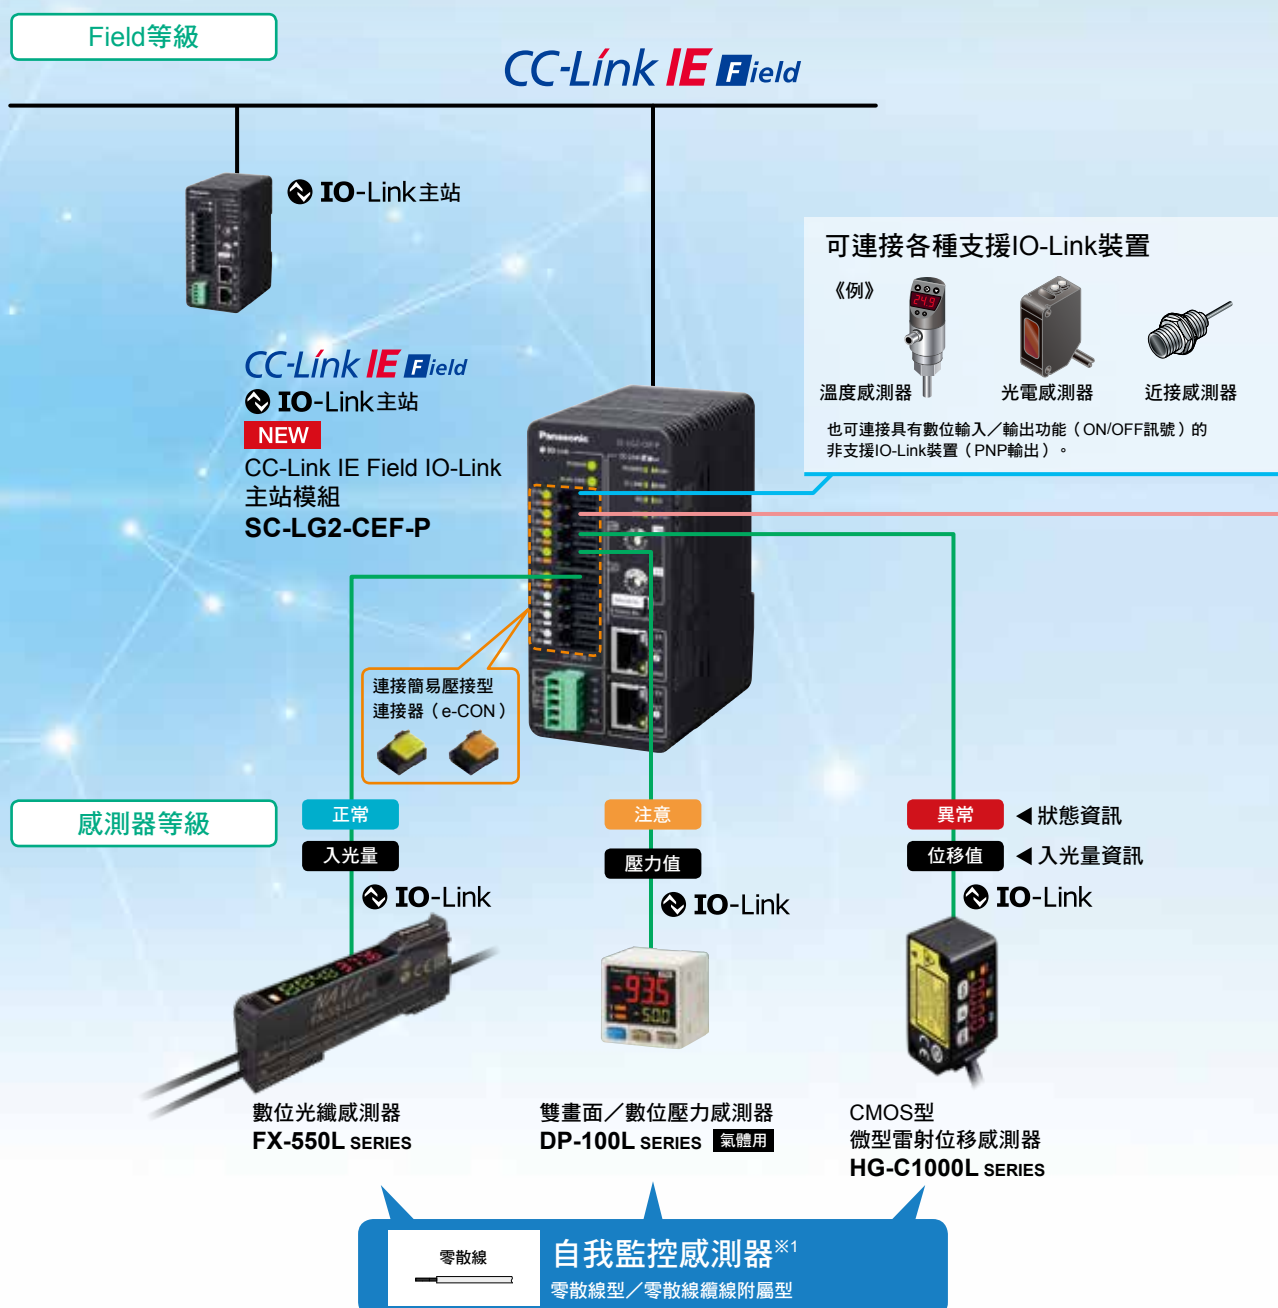 Field等級
CC-Link IE Field
IO-Link主站
可連接各種支援IO-Link裝置
《例》
24.9
溫度感測器
光電感測器
近接感測器
也可連接具有數位輸入／輸出功能（ON/OFF訊號）的
非支援IO-Link裝置（PNP輸出）。
CC-Link IE Field
IO-Link主站
NEW
CC-Link IE Field IO-Link
主站模組
SC-LG2-CEF-P
Panasonic
連接簡易壓接型
連接器（e-CON）
感測器等級
正常
注意
異常
◀狀態資訊
入光量
壓力值
位移值
◀入光量資訊
IO-Link
IO-Link
IO-Link
-93.5
-50.0
數位光纖感測器
FX-550L SERIES
雙畫面／數位壓力感測器
DP-100L SERIES 氣體用
CMOS型
微型雷射位移感測器
HG-C1000L SERIES
零散線
自我監控感測器※1
零散線型／零散線纜線附屬型